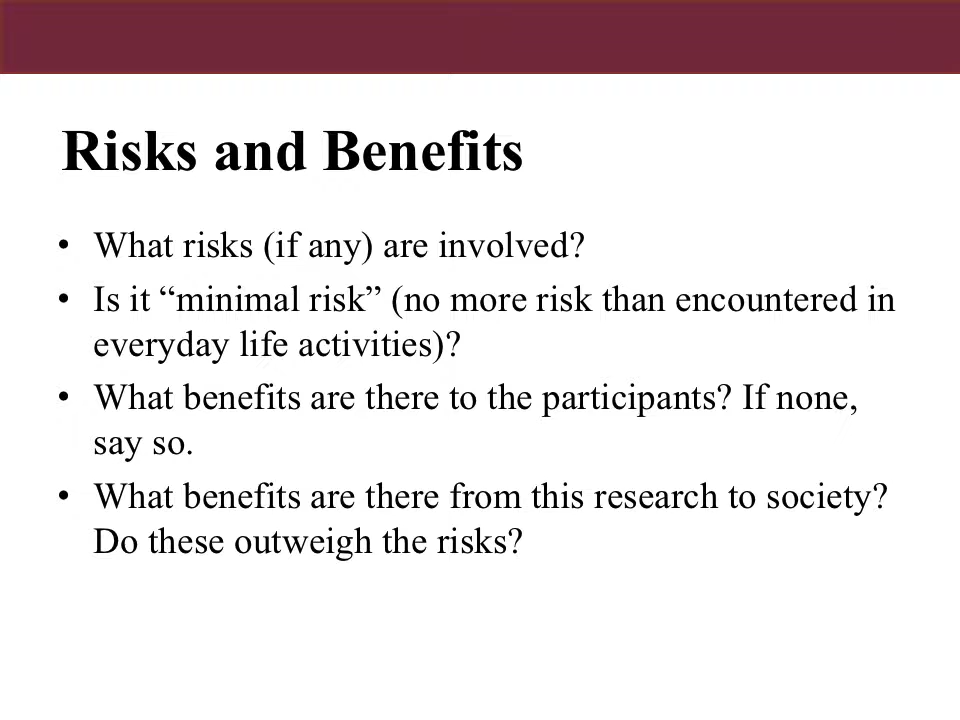 Risks and Benefits
• What risks (if any) are involved?
• Is it “minimal risk” (no more risk than encountered in
everyday life activities)?
• What benefits are there to the participants? If none,
say so.
• What benefits are there from this research to society?
Do these outweigh the risks?